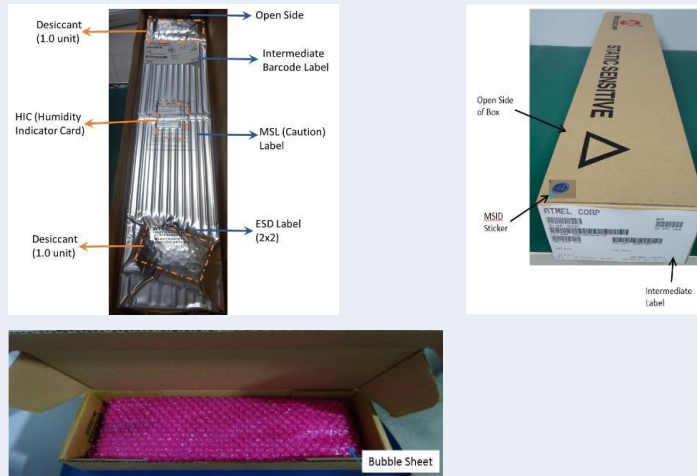 Open Side
Desiccant
(1.0 unit)
Intermediate
Barcode Label
HIC (Humidity
Indicator Card)
MSL (Caution)
Label
ESD Label
(2x2)
Desiccant
(1.0 unit)
STATIC SENSITIVE
Open Side
of Box
MSID
Sticker
ATMEL CORP
Intermediate
Label
Bubble Sheet